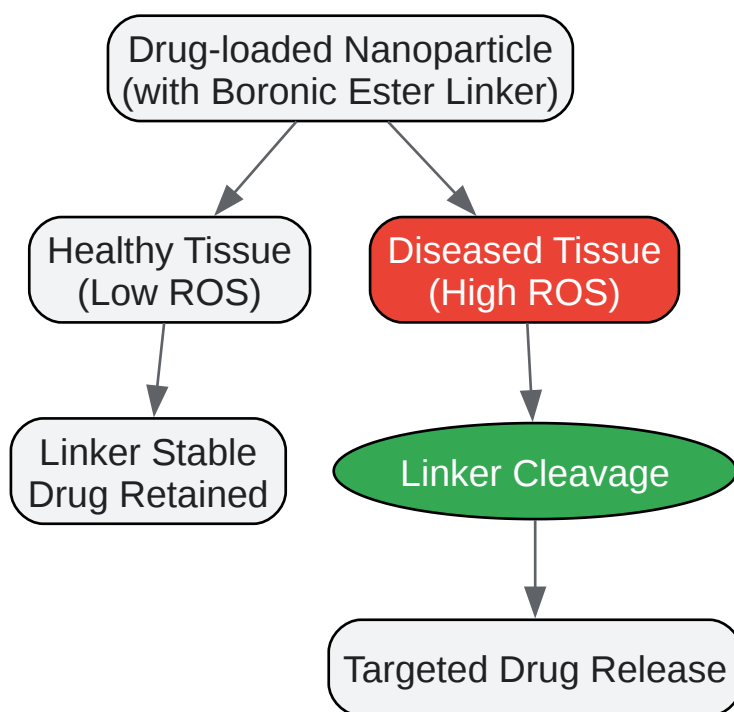 Drug-loaded Nanoparticle
(with Boronic Ester Linker)
Healthy Tissue
(Low ROS)
Diseased Tissue
(High ROS)
Linker Stable
Drug Retained
Linker Cleavage
Targeted Drug Release